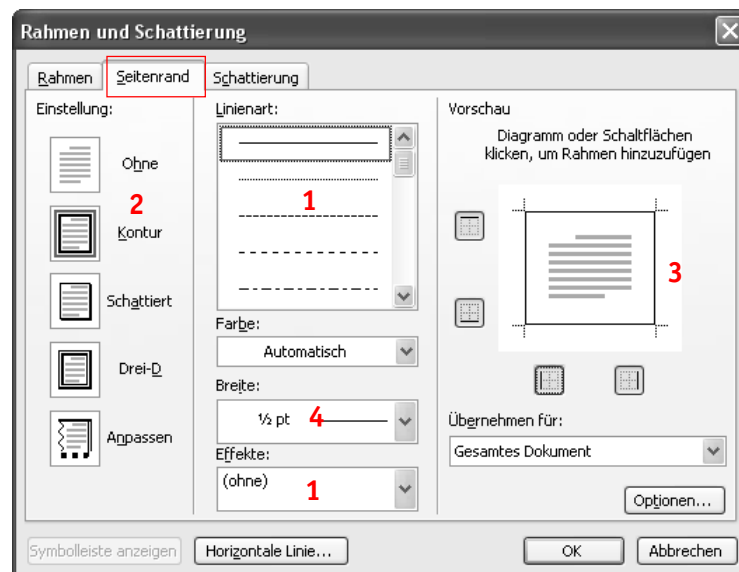 Rahmen und Schattierung
Rahmen
Seitenrand
Schattierung
Einstellung:
Ohne
2
Kontur
Schattiert
Drei-D
Anpassen
Linienart:
1
Farbe:
Automatisch
Breite:
½ pt 4
Effekte:
(ohne) 1
Vorschau
Diagramm oder Schaltflächen
klicken, um Rahmen hinzuzufügen
3
Übernehmen für:
Gesamtes Dokument
Optionen...
Symbolleiste anzeigen
Horizontale Linie...
OK
Abbrechen